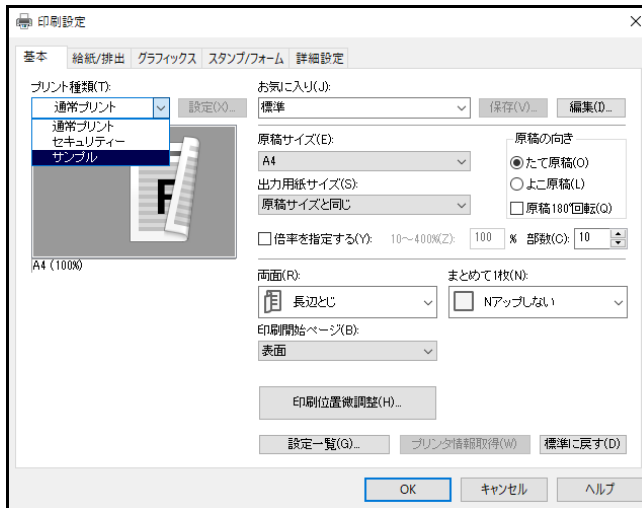 印刷設定
基本 給紙/排出 グラフィックス スタンプ/フォーム 詳細設定
プリント種類(T):
通常プリント 設定(X)...
通常プリント
セキュリティー
サンプル
A4 (100%)
お気に入り(J):
標準 保存(V)... 編集(I)...
原稿サイズ(E):
A4
出力用紙サイズ(S):
原稿サイズと同じ
原稿の向き
たて原稿(O)
よこ原稿(L)
原稿180°回転(Q)
倍率を指定する(Y): 10～400%(Z): 100 % 部数(C): 10
両面(R): まとめて1枚(N):
長辺とじ Nアップしない
印刷開始ページ(B):
表面
印刷位置微調整(H)...
設定一覧(G)... プリンタ情報取得(W) 標準に戻す(D)
OK キャンセル ヘルプ